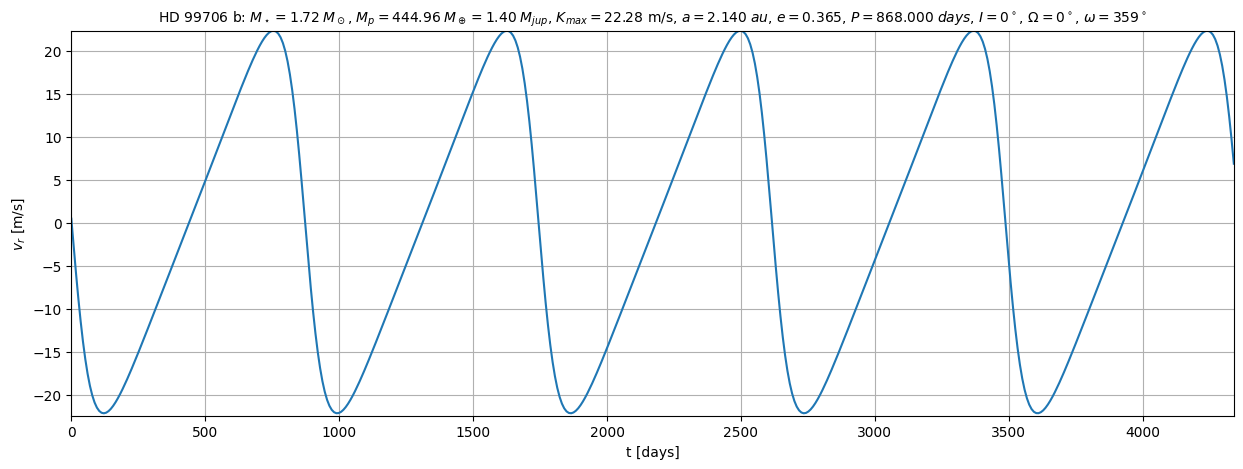 HD 99706 b: M⋆ = 1.72 M⊙, Mp = 444.96 M⊕ = 1.40 Mjup, Kmax = 22.28 m/s, a = 2.140 au, e = 0.365, P = 868.000 days, I = 0°, Ω = 0°, ω = 359°
20
15
10
5
0
−5
−10
−15
−20
vr [m/s]
0 500 1000 1500 2000 2500 3000 3500 4000
t [days]